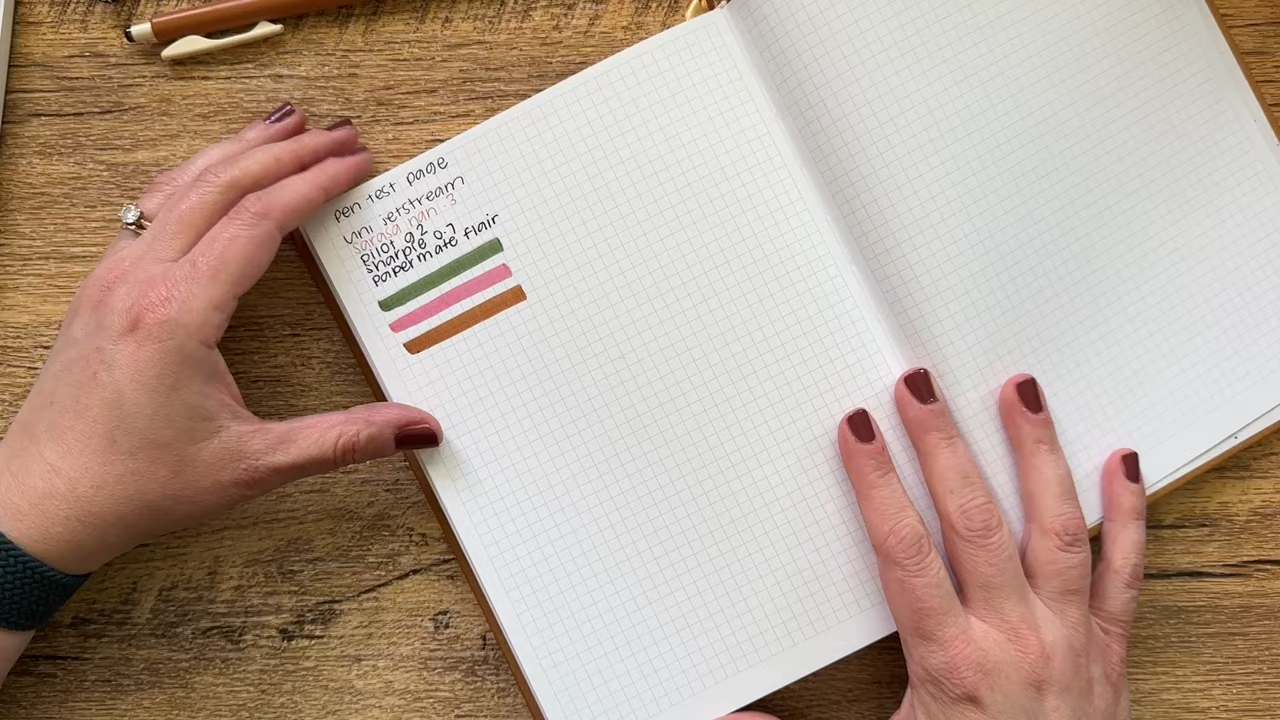 pen test page
uni jetstream
sarasa nan .3
pilot g2
sharpie 0.7
papermate flair